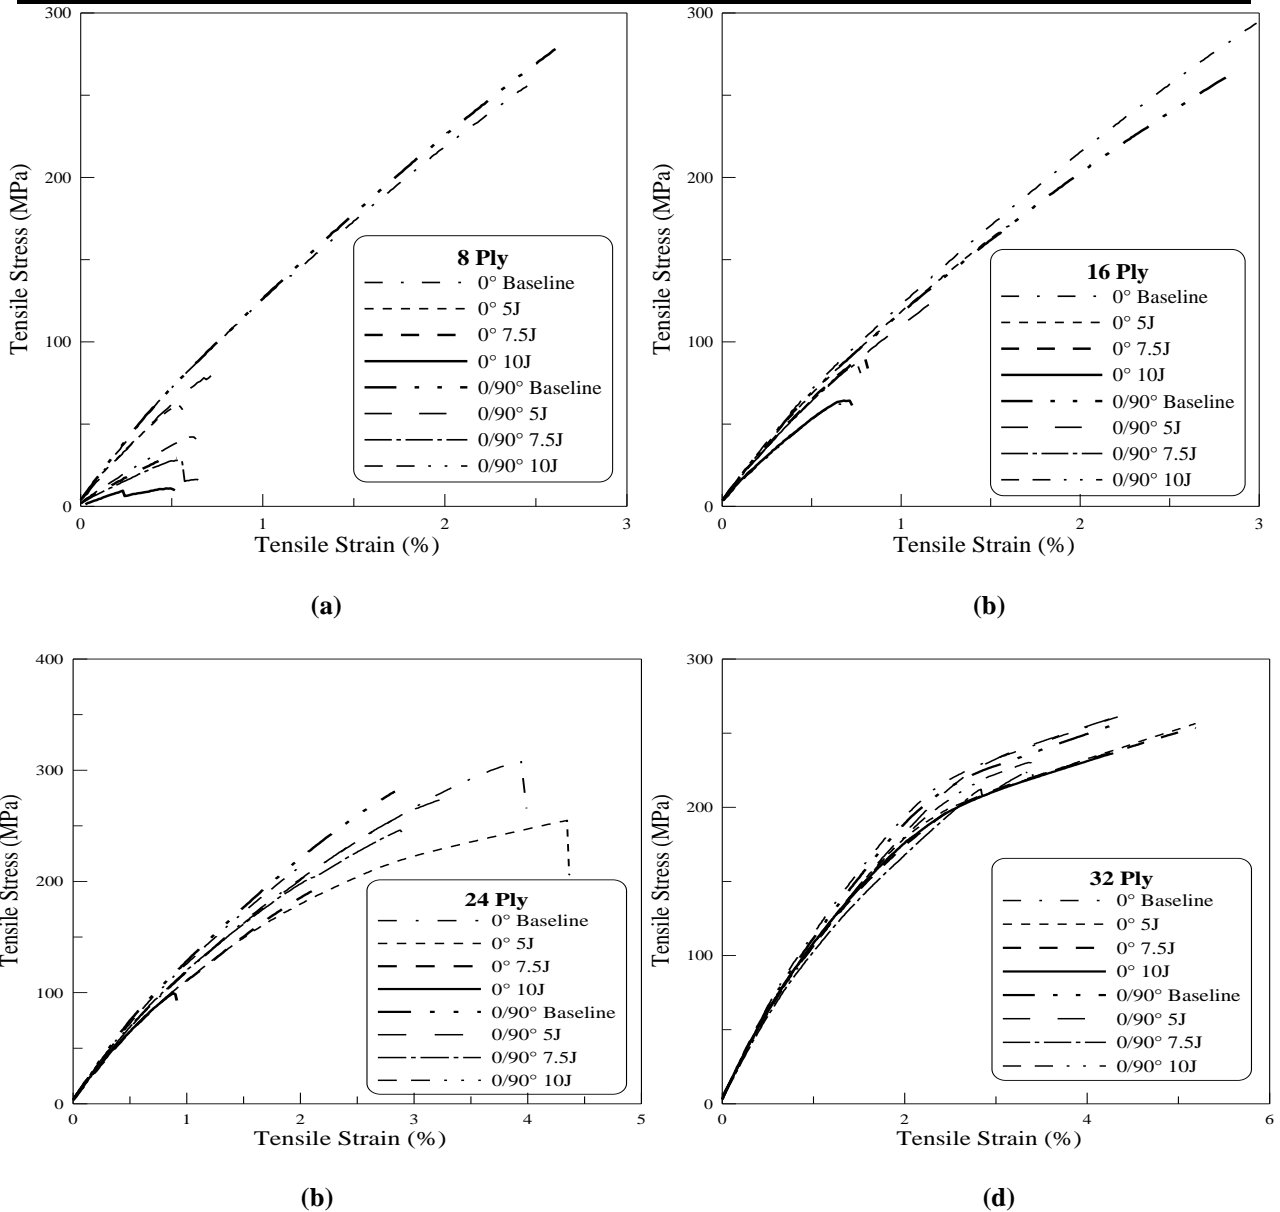 300
200
100
0
0
1
2
3
Tensile Stress (MPa)
Tensile Strain (%)
8 Ply
0° Baseline
0° 5J
0° 7.5J
0° 10J
0/90° Baseline
0/90° 5J
0/90° 7.5J
0/90° 10J
(a)
300
200
100
0
0
1
2
3
Tensile Stress (MPa)
Tensile Strain (%)
16 Ply
0° Baseline
0° 5J
0° 7.5J
0° 10J
0/90° Baseline
0/90° 5J
0/90° 7.5J
0/90° 10J
(b)
400
300
200
100
0
0
1
2
3
4
5
Tensile Stress (MPa)
Tensile Strain (%)
24 Ply
0° Baseline
0° 5J
0° 7.5J
0° 10J
0/90° Baseline
0/90° 5J
0/90° 7.5J
0/90° 10J
(b)
300
200
100
0
0
2
4
6
Tensile Stress (MPa)
Tensile Strain (%)
32 Ply
0° Baseline
0° 5J
0° 7.5J
0° 10J
0/90° Baseline
0/90° 5J
0/90° 7.5J
0/90° 10J
(d)